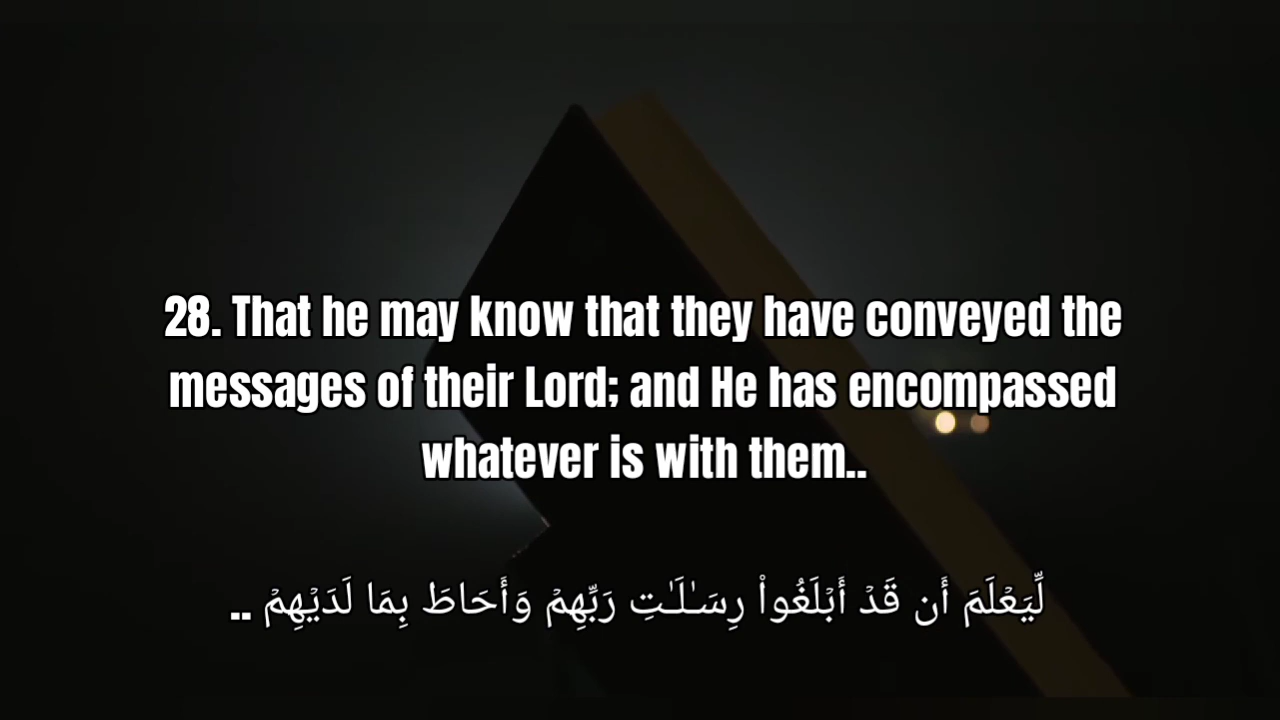 28. That he may know that they have conveyed the
messages of their Lord; and He has encompassed
whatever is with them..
لِّيَعْلَمَ أَن قَدْ أَبْلَغُوا۟ رِسَـٰلَـٰتِ رَبِّهِمْ وَأَحَاطَ بِمَا لَدَيْهِمْ ..